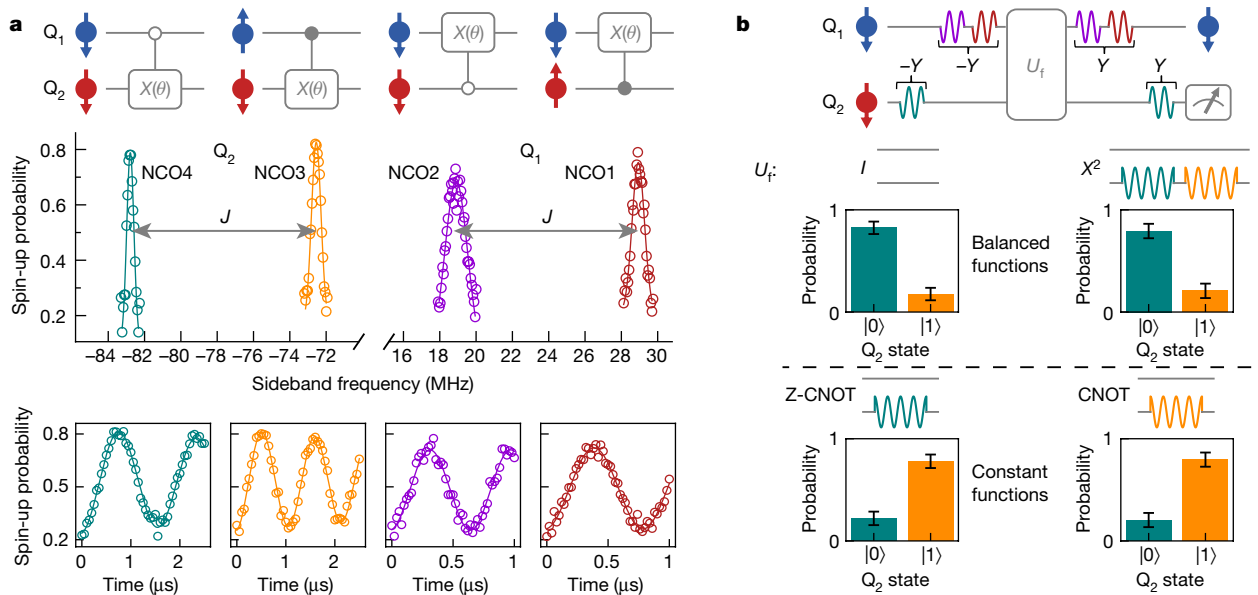 a
Q1
Q2
X(θ)
X(θ)
X(θ)
X(θ)
Spin-up probability
0.8
0.6
0.4
0.2
NCO4
Q2
NCO3
NCO2
Q1
NCO1
J
J
−84 −82 −80 −78 −76 −74 −72 16 18 20 22 24 26 28 30
Sideband frequency (MHz)
Spin-up probability
0.8
0.5
0.2
0 1 2
0 1 2
0 0.5 1
0 0.5 1
Time (μs)
Time (μs)
Time (μs)
Time (μs)
b
Q1
Q2
−Y
−Y
Uf
Y
Y
Uf:
I
X²
Probability
1
0
|0⟩ |1⟩
Q2 state
Balanced
functions
Probability
1
0
|0⟩ |1⟩
Q2 state
Z-CNOT
CNOT
Probability
1
0
|0⟩ |1⟩
Q2 state
Constant
functions
Probability
1
0
|0⟩ |1⟩
Q2 state